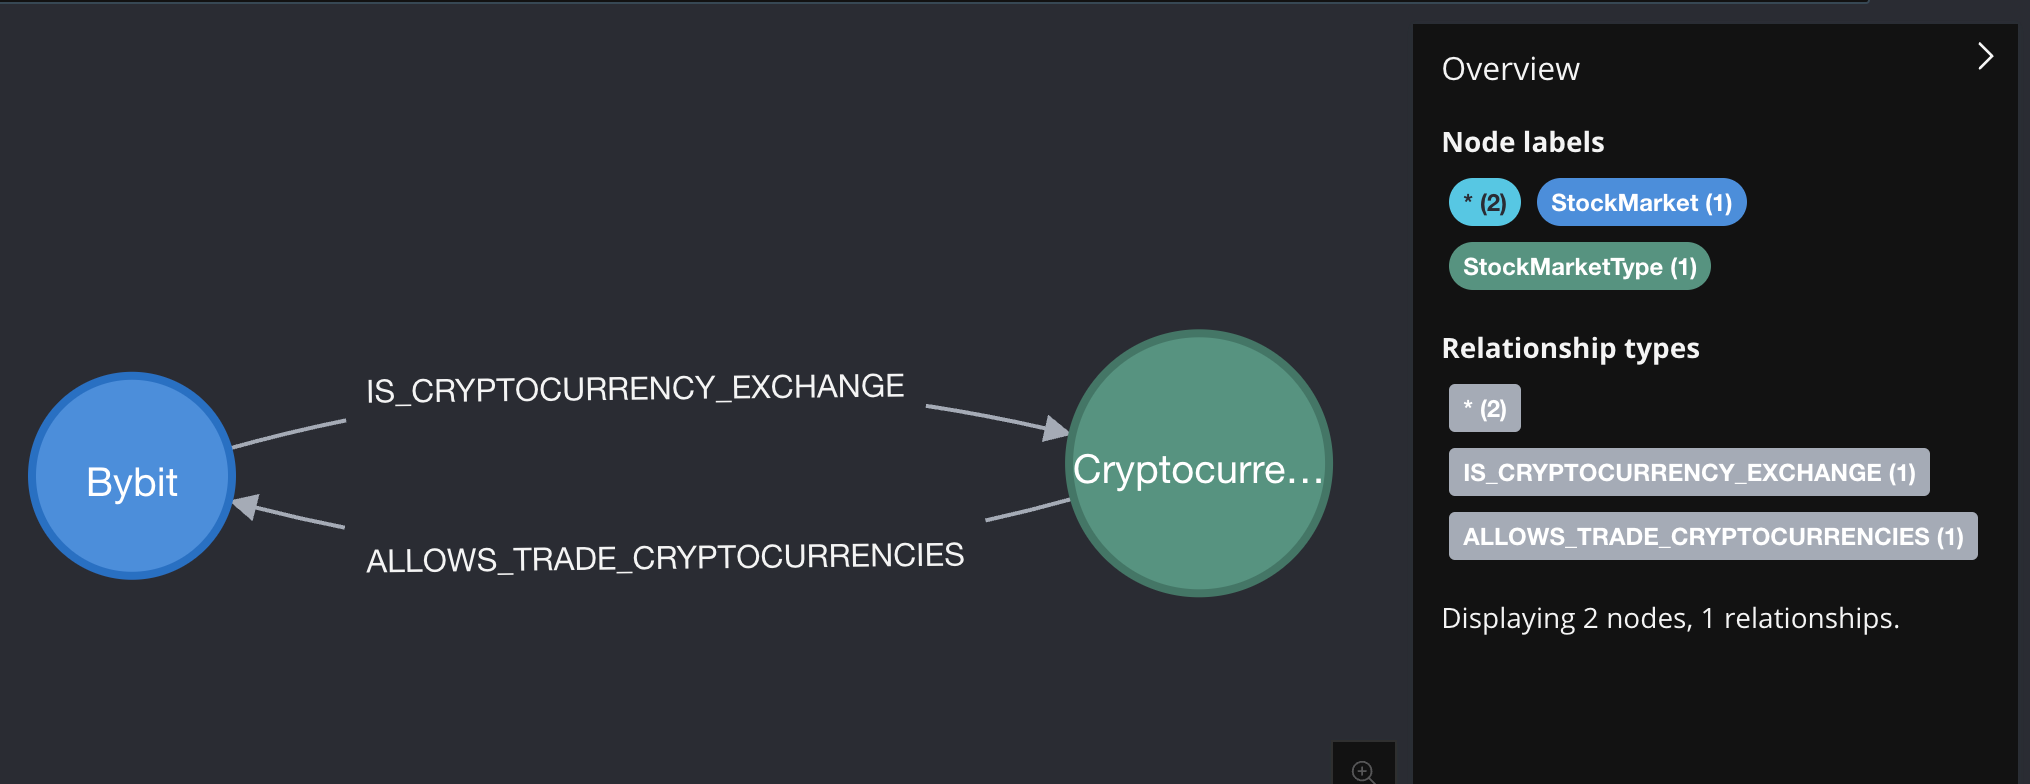 Overview
Node labels
* (2) StockMarket (1)
StockMarketType (1)
Relationship types
* (2)
IS_CRYPTOCURRENCY_EXCHANGE (1)
ALLOWS_TRADE_CRYPTOCURRENCIES (1)
Displaying 2 nodes, 1 relationships.
IS_CRYPTOCURRENCY_EXCHANGE
Bybit
Cryptocurre...
ALLOWS_TRADE_CRYPTOCURRENCIES